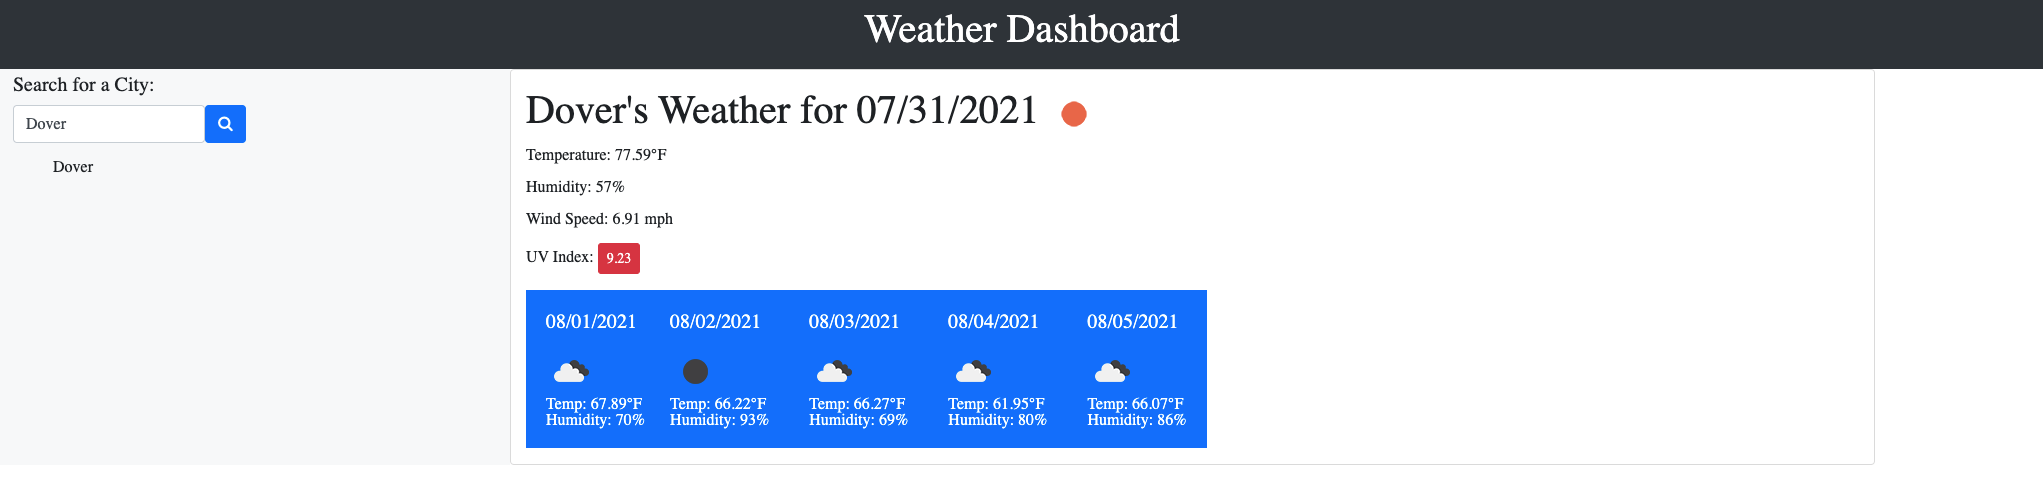 Weather Dashboard
Search for a City:
Dover
Dover
Dover's Weather for 07/31/2021
Temperature: 77.59°F
Humidity: 57%
Wind Speed: 6.91 mph
UV Index: 9.23
08/01/2021
Temp: 67.89°F
Humidity: 70%
08/02/2021
Temp: 66.22°F
Humidity: 93%
08/03/2021
Temp: 66.27°F
Humidity: 69%
08/04/2021
Temp: 61.95°F
Humidity: 80%
08/05/2021
Temp: 66.07°F
Humidity: 86%